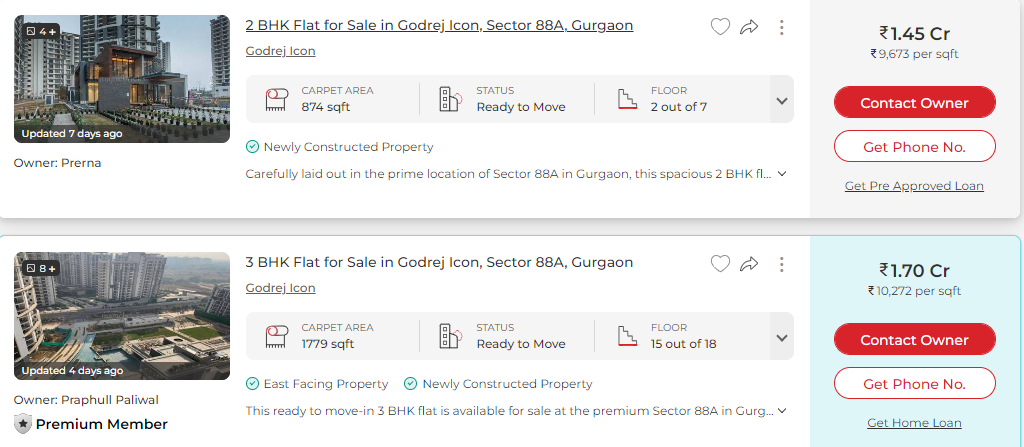 4+
Updated 7 days ago
Owner: Prerna
2 BHK Flat for Sale in Godrej Icon, Sector 88A, Gurgaon
Godrej Icon
CARPET AREA
874 sqft
STATUS
Ready to Move
FLOOR
2 out of 7
Newly Constructed Property
Carefully laid out in the prime location of Sector 88A in Gurgaon, this spacious 2 BHK fl...
₹1.45 Cr
₹9,673 per sqft
Contact Owner
Get Phone No.
Get Pre Approved Loan
8+
Updated 4 days ago
Owner: Praphull Paliwal
Premium Member
3 BHK Flat for Sale in Godrej Icon, Sector 88A, Gurgaon
Godrej Icon
CARPET AREA
1779 sqft
STATUS
Ready to Move
FLOOR
15 out of 18
East Facing Property
Newly Constructed Property
This ready to move-in 3 BHK flat is available for sale at the premium Sector 88A in Gurg...
₹1.70 Cr
₹10,272 per sqft
Contact Owner
Get Phone No.
Get Home Loan